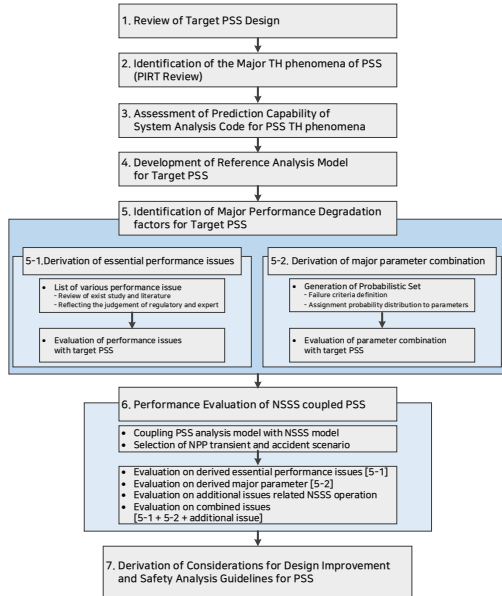 1. Review of Target PSS Design
2. Identification of the Major TH phenomena of PSS
(PIRT Review)
3. Assessment of Prediction Capability of
System Analysis Code for PSS TH phenomena
4. Development of Reference Analysis Model
for Target PSS
5. Identification of Major Performance Degradation
factors for Target PSS
5-1.Derivation of essential performance issues
• List of various performance issue
- Review of exist study and literature
- Reflecting the judgement of regulatory and expert
• Evaluation of performance issues
with target PSS
5-2. Derivation of major parameter combination
• Generation of Probabilistic Set
- Failure criteria definition
- Assignment probability distribution to parameters
• Evaluation of parameter combination
with target PSS
6. Performance Evaluation of NSSS coupled PSS
• Coupling PSS analysis model with NSSS model
• Selection of NPP transient and accident scenario
• Evaluation on derived essential performance issues [5-1]
• Evaluation on derived major parameter [5-2]
• Evaluation on additional issues related NSSS operation
• Evaluation on combined issues
[5-1 + 5-2 + additional issue]
7. Derivation of Considerations for Design Improvement
and Safety Analysis Guidelines for PSS